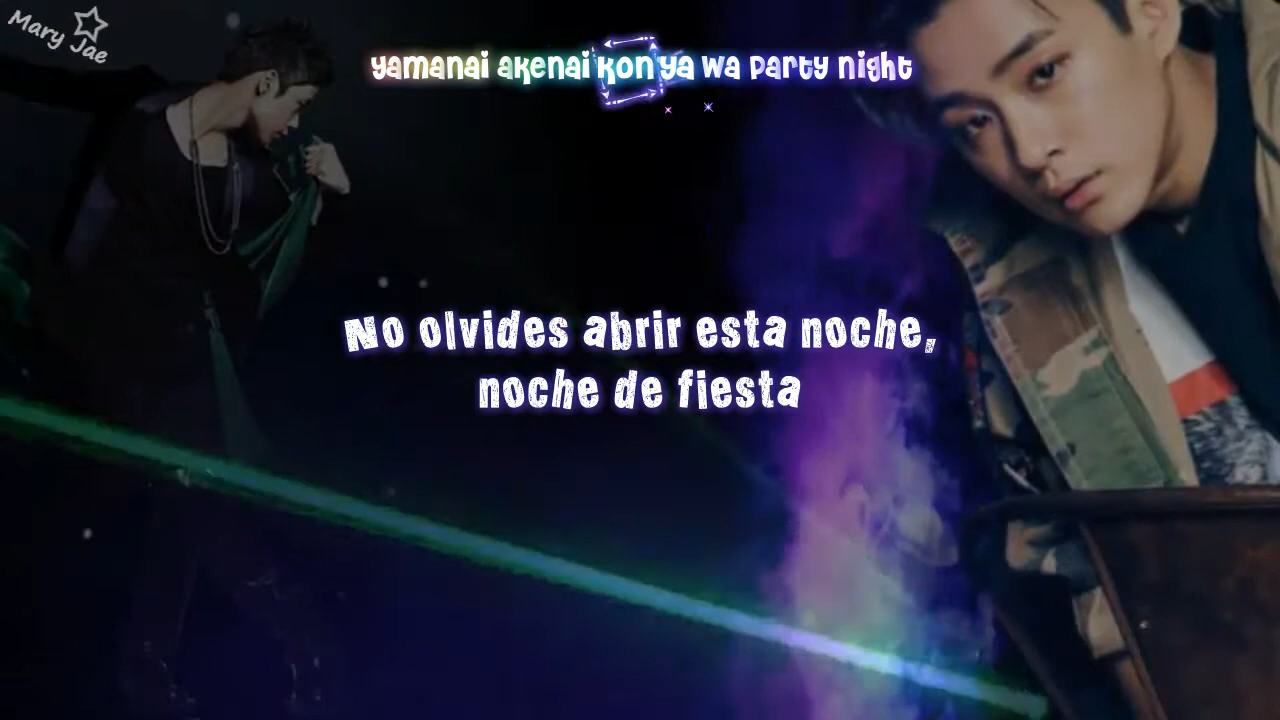 Mary Jae
yamanai akenai kon ya wa party night
No olvides abrir esta noche,
noche de fiesta